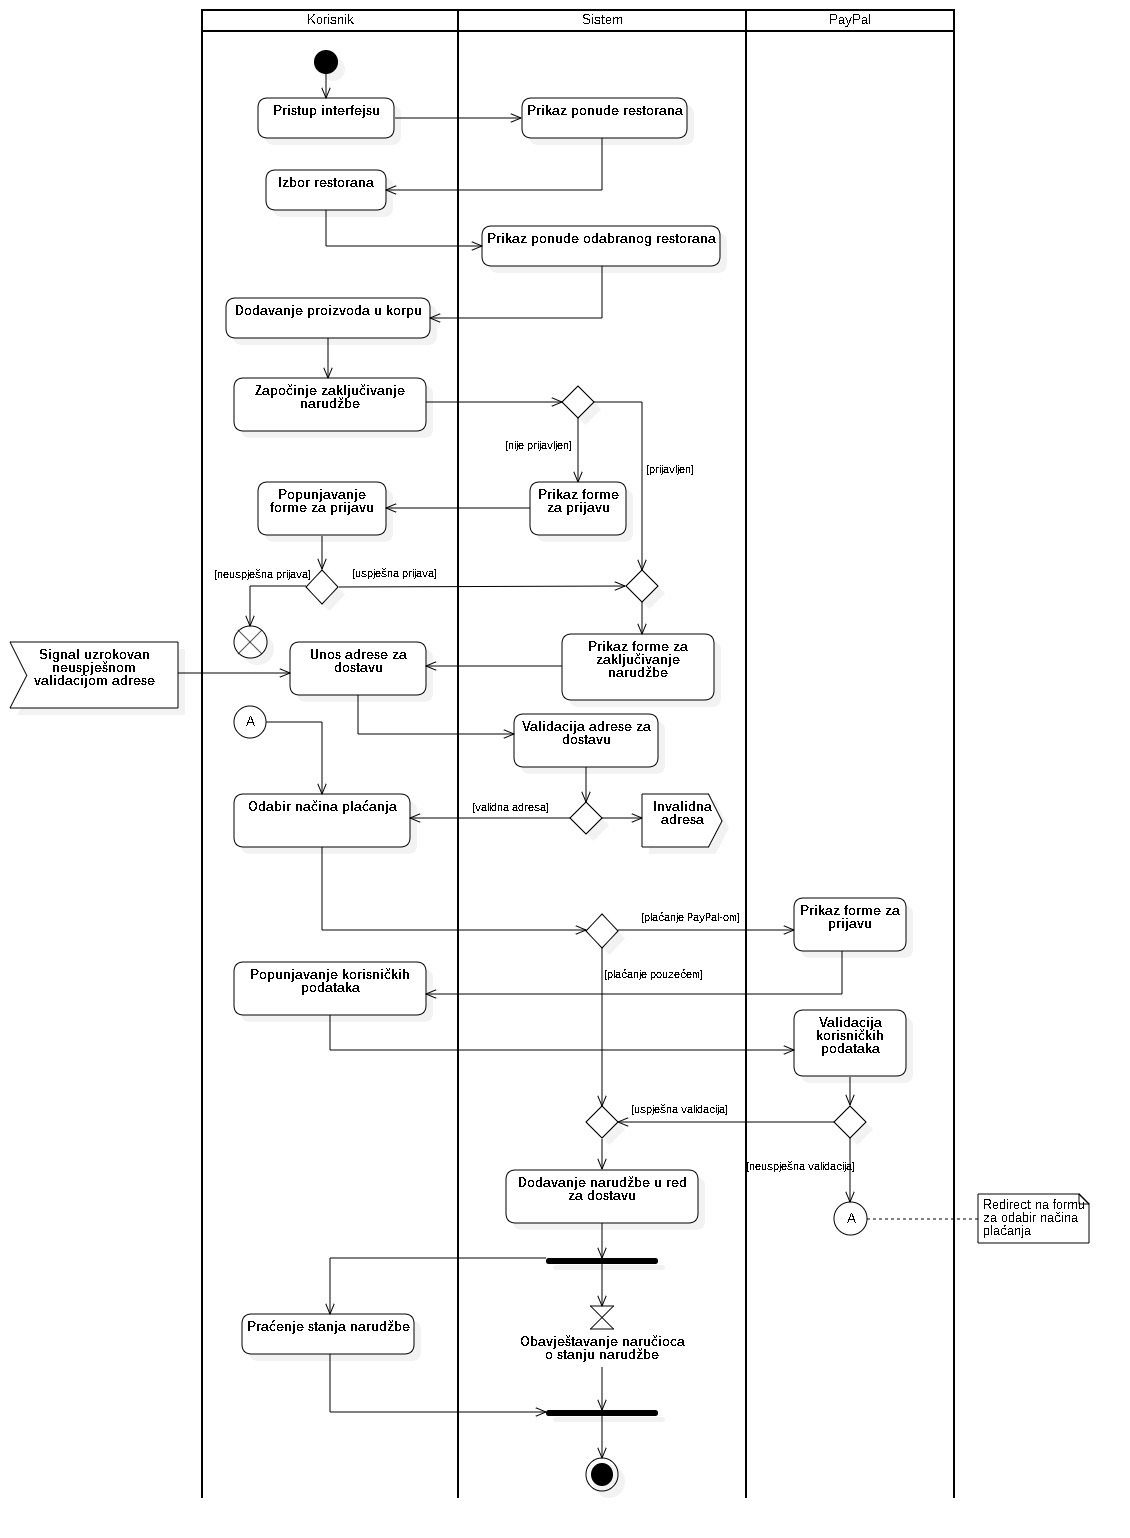 Korisnik
Sistem
PayPal
Pristup interfejsu
Prikaz ponude restorana
Izbor restorana
Prikaz ponude odabranog restorana
Dodavanje proizvoda u korpu
Započinje zaključivanje
narudžbe
[nije prijavljen]
[prijavljen]
Popunjavanje
forme za prijavu
Prikaz forme
za prijavu
[neuspješna prijava]
[uspješna prijava]
Signal uzrokovan
neuspješnom
validacijom adrese
Unos adrese za
dostavu
Prikaz forme za
zaključivanje
narudžbe
A
Validacija adrese za
dostavu
Odabir načina plaćanja
[validna adresa]
Invalidna
adresa
[plaćanje PayPal-om]
Prikaz forme za
prijavu
[plaćanje pouzećem]
Popunjavanje korisničkih
podataka
Validacija
korisničkih
podataka
[uspješna validacija]
[neuspješna validacija]
Dodavanje narudžbe u red
za dostavu
A
Redirect na formu
za odabir načina
plaćanja
Praćenje stanja narudžbe
Obavještavanje naručioca
o stanju narudžbe